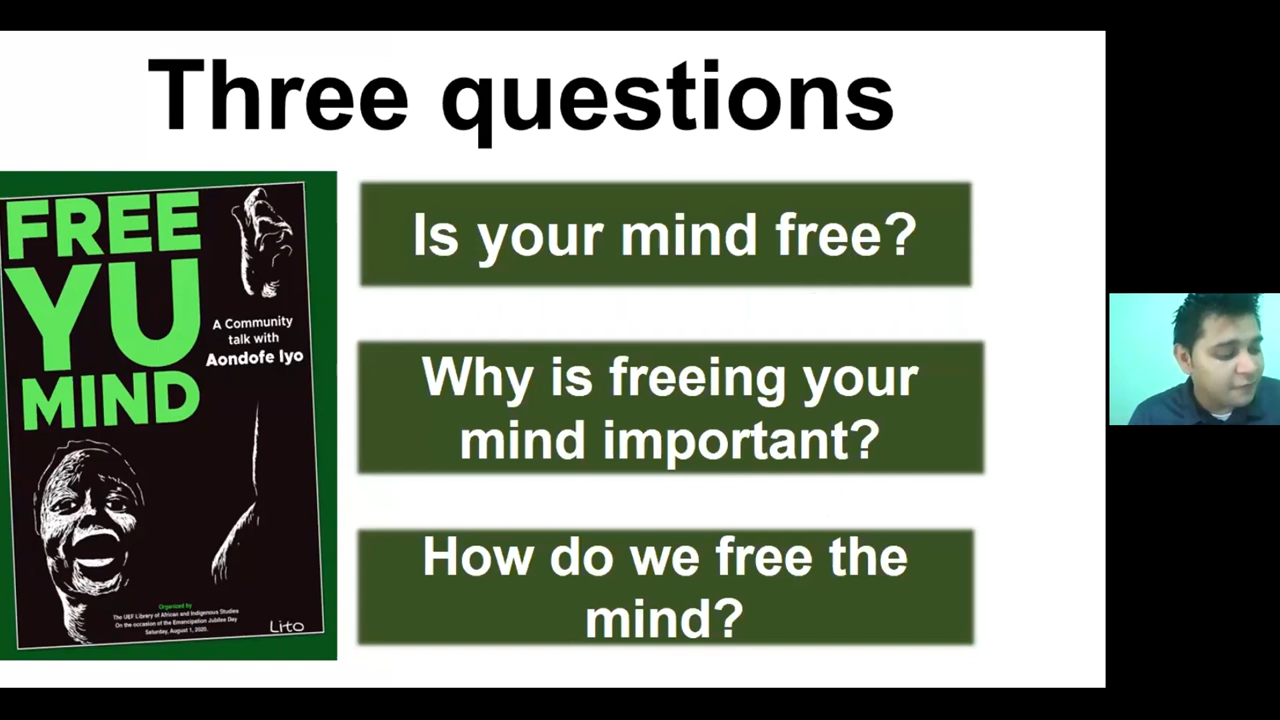 Three questions
FREE
YU
MIND
A Community
talk with
Aondofe Iyo
Organized by
The UEF Library of African and Indigenous Studies
On the occasion of the Emancipation Jubilee Day
Saturday, August 1, 2020.
Lito
Is your mind free?
Why is freeing your
mind important?
How do we free the
mind?